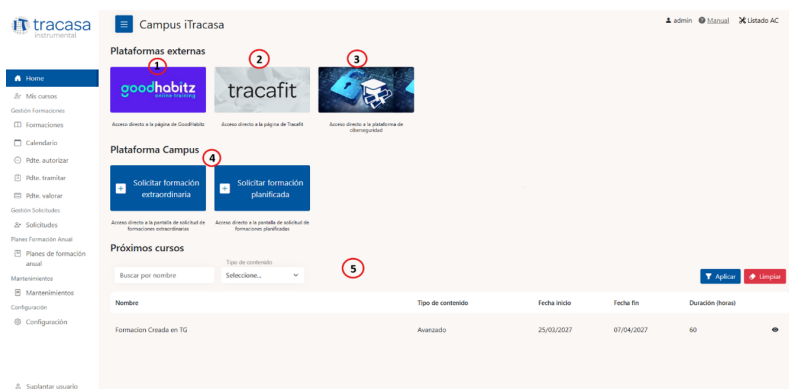 tracasa
instrumental
Campus iTracasa
admin
Manual
Listado AC
Home
Mis cursos
Gestión Formaciones
Formaciones
Calendario
Pdte. autorizar
Pdte. tramitar
Pdte. valorar
Gestión Solicitudes
Solicitudes
Planes Formación Anual
Planes de formación
anual
Mantenimientos
Mantenimientos
Configuración
Configuración
Suplantar usuario
Plataformas externas
1
2
3
goodhabitz
online training
tracafit
Acceso directo a la página de GoodHabitz
Acceso directo a la página de Tracafit
Acceso directo a la plataforma de
ciberseguridad
Plataforma Campus
4
Solicitar formación
extraordinaria
Solicitar formación
planificada
Acceso directo a la pantalla de solicitud de
formaciones extraordinarias
Acceso directo a la pantalla de solicitud de
formaciones planificadas
Próximos cursos
5
Buscar por nombre
Tipo de contenido
Seleccione...
Aplicar
Limpiar
Nombre Tipo de contenido Fecha inicio Fecha fin Duración (horas)
Formacion Creada en TG Avanzado 25/03/2027 07/04/2027 60